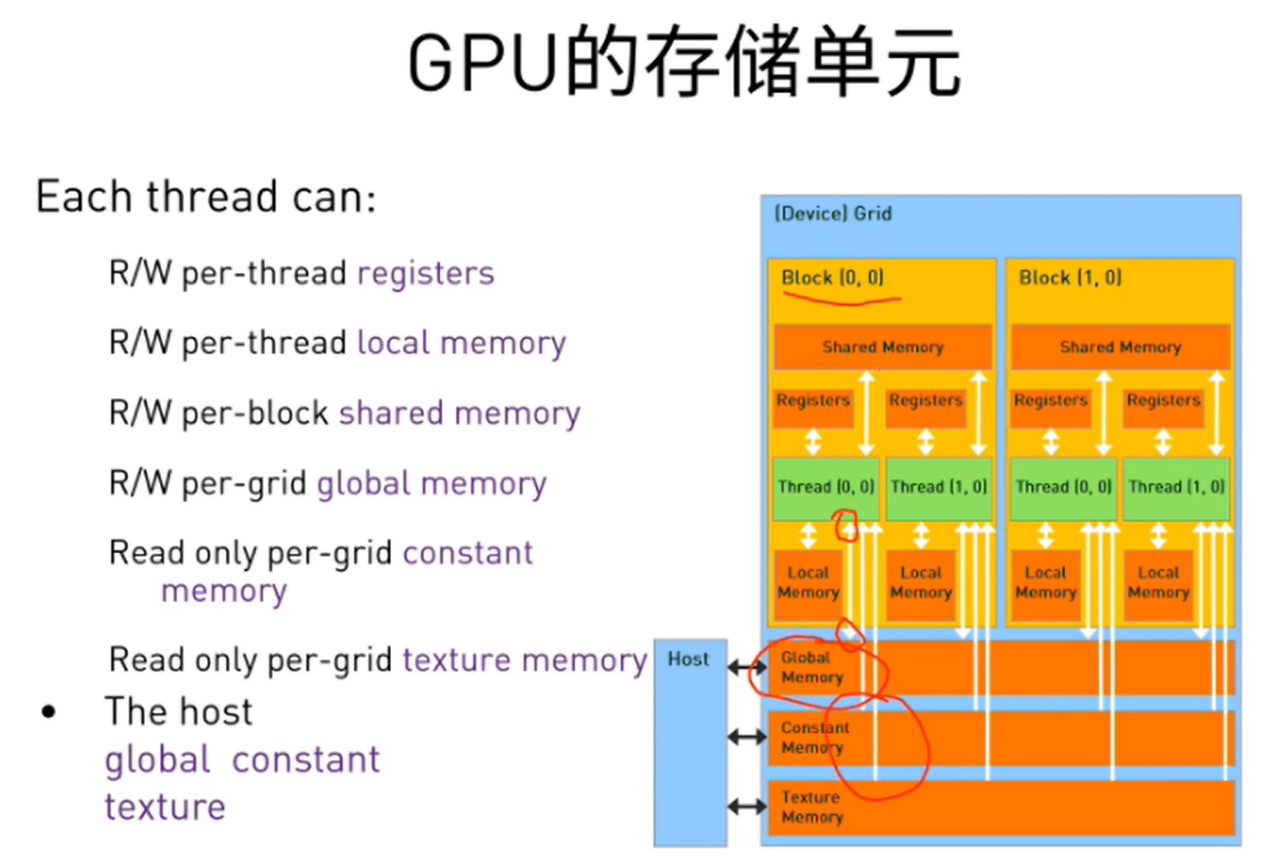 GPU的存储单元
Each thread can:
R/W per-thread registers
R/W per-thread local memory
R/W per-block shared memory
R/W per-grid global memory
Read only per-grid constant
memory
Read only per-grid texture memory
• The host
global constant
texture
(Device) Grid
Block (0, 0)
Shared Memory
Registers
Registers
Thread (0, 0)
Thread (1, 0)
Local
Memory
Local
Memory
Block (1, 0)
Shared Memory
Registers
Registers
Thread (0, 0)
Thread (1, 0)
Local
Memory
Local
Memory
Host
Global
Memory
Constant
Memory
Texture
Memory